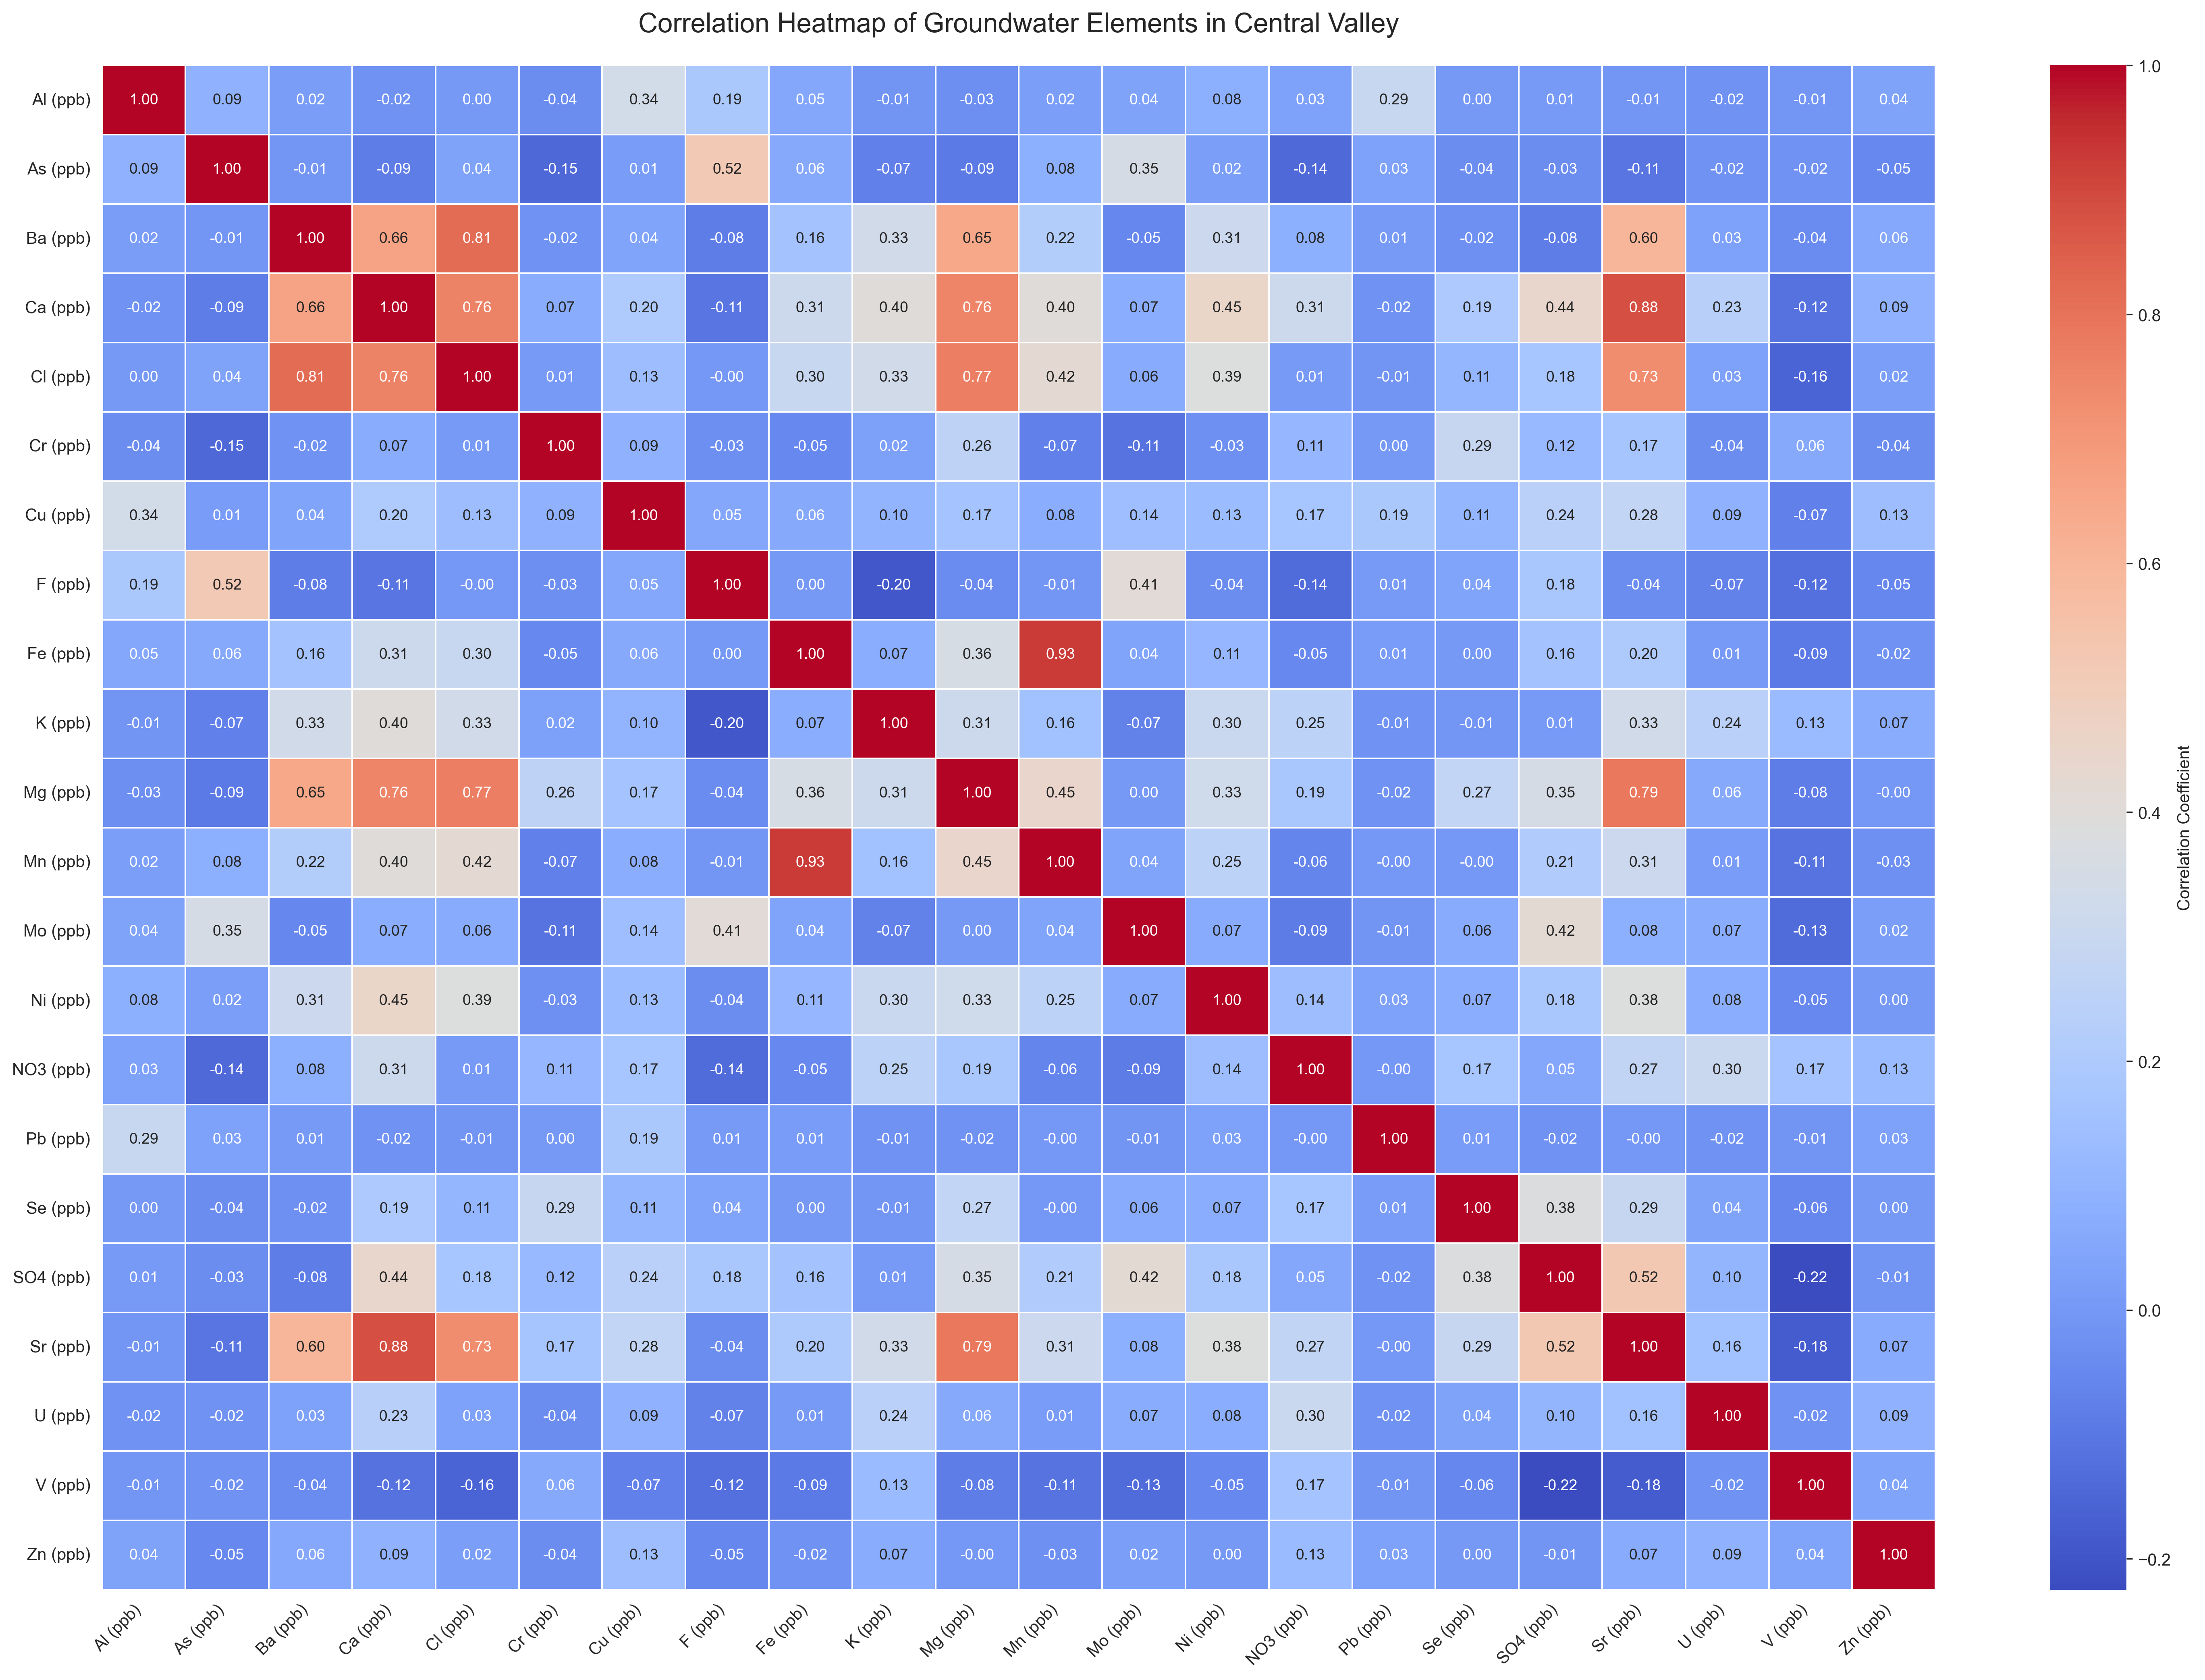 Correlation Heatmap of Groundwater Elements in Central Valley
Al (ppb) 1.00 0.09 0.02 -0.02 0.00 -0.04 0.34 0.19 0.05 -0.01 -0.03 0.02 0.04 0.08 0.03 0.29 0.00 0.01 -0.01 -0.02 -0.01 0.04
As (ppb) 0.09 1.00 -0.01 -0.09 0.04 -0.15 0.01 0.52 0.06 -0.07 -0.09 0.08 0.35 0.02 -0.14 0.03 -0.04 -0.03 -0.11 -0.02 -0.02 -0.05
Ba (ppb) 0.02 -0.01 1.00 0.66 0.81 -0.02 0.04 -0.08 0.16 0.33 0.65 0.22 -0.05 0.31 0.08 0.01 -0.02 -0.08 0.60 0.03 -0.04 0.06
Ca (ppb) -0.02 -0.09 0.66 1.00 0.76 0.07 0.20 -0.11 0.31 0.40 0.76 0.40 0.07 0.45 0.31 -0.02 0.19 0.44 0.88 0.23 -0.12 0.09
Cl (ppb) 0.00 0.04 0.81 0.76 1.00 0.01 0.13 -0.00 0.30 0.33 0.77 0.42 0.06 0.39 0.01 -0.01 0.11 0.18 0.73 0.03 -0.16 0.02
Cr (ppb) -0.04 -0.15 -0.02 0.07 0.01 1.00 0.09 -0.03 -0.05 0.02 0.26 -0.07 -0.11 -0.03 0.11 0.00 0.29 0.12 0.17 -0.04 0.06 -0.04
Cu (ppb) 0.34 0.01 0.04 0.20 0.13 0.09 1.00 0.05 0.06 0.10 0.17 0.08 0.14 0.13 0.17 0.19 0.11 0.24 0.28 0.09 -0.07 0.13
F (ppb) 0.19 0.52 -0.08 -0.11 -0.00 -0.03 0.05 1.00 0.00 -0.20 -0.04 -0.01 0.41 -0.04 -0.14 0.01 0.04 0.18 -0.04 -0.07 -0.12 -0.05
Fe (ppb) 0.05 0.06 0.16 0.31 0.30 -0.05 0.06 0.00 1.00 0.07 0.36 0.93 0.04 0.11 -0.05 0.01 0.00 0.16 0.20 0.01 -0.09 -0.02
K (ppb) -0.01 -0.07 0.33 0.40 0.33 0.02 0.10 -0.20 0.07 1.00 0.31 0.16 -0.07 0.30 0.25 -0.01 -0.01 0.01 0.33 0.24 0.13 0.07
Mg (ppb) -0.03 -0.09 0.65 0.76 0.77 0.26 0.17 -0.04 0.36 0.31 1.00 0.45 0.00 0.33 0.19 -0.02 0.27 0.35 0.79 0.06 -0.08 -0.00
Mn (ppb) 0.02 0.08 0.22 0.40 0.42 -0.07 0.08 -0.01 0.93 0.16 0.45 1.00 0.04 0.25 -0.06 -0.00 -0.00 0.21 0.31 0.01 -0.11 -0.03
Mo (ppb) 0.04 0.35 -0.05 0.07 0.06 -0.11 0.14 0.41 0.04 -0.07 0.00 0.04 1.00 0.07 -0.09 -0.01 0.06 0.42 0.08 0.07 -0.13 0.02
Ni (ppb) 0.08 0.02 0.31 0.45 0.39 -0.03 0.13 -0.04 0.11 0.30 0.33 0.25 0.07 1.00 0.14 0.03 0.07 0.18 0.38 0.08 -0.05 0.00
NO3 (ppb) 0.03 -0.14 0.08 0.31 0.01 0.11 0.17 -0.14 -0.05 0.25 0.19 -0.06 -0.09 0.14 1.00 -0.00 0.17 0.05 0.27 0.30 0.17 0.13
Pb (ppb) 0.29 0.03 0.01 -0.02 -0.01 0.00 0.19 0.01 0.01 -0.01 -0.02 -0.00 -0.01 0.03 -0.00 1.00 0.01 -0.02 -0.00 -0.02 -0.01 0.03
Se (ppb) 0.00 -0.04 -0.02 0.19 0.11 0.29 0.11 0.04 0.00 -0.01 0.27 -0.00 0.06 0.07 0.17 0.01 1.00 0.38 0.29 0.04 -0.06 0.00
SO4 (ppb) 0.01 -0.03 -0.08 0.44 0.18 0.12 0.24 0.18 0.16 0.01 0.35 0.21 0.42 0.18 0.05 -0.02 0.38 1.00 0.52 0.10 -0.22 -0.01
Sr (ppb) -0.01 -0.11 0.60 0.88 0.73 0.17 0.28 -0.04 0.20 0.33 0.79 0.31 0.08 0.38 0.27 -0.00 0.29 0.52 1.00 0.16 -0.18 0.07
U (ppb) -0.02 -0.02 0.03 0.23 0.03 -0.04 0.09 -0.07 0.01 0.24 0.06 0.01 0.07 0.08 0.30 -0.02 0.04 0.10 0.16 1.00 -0.02 0.09
V (ppb) -0.01 -0.02 -0.04 -0.12 -0.16 0.06 -0.07 -0.12 -0.09 0.13 -0.08 -0.11 -0.13 -0.05 0.17 -0.01 -0.06 -0.22 -0.18 -0.02 1.00 0.04
Zn (ppb) 0.04 -0.05 0.06 0.09 0.02 -0.04 0.13 -0.05 -0.02 0.07 -0.00 -0.03 0.02 0.00 0.13 0.03 0.00 -0.01 0.07 0.09 0.04 1.00
Al (ppb) As (ppb) Ba (ppb) Ca (ppb) Cl (ppb) Cr (ppb) Cu (ppb) F (ppb) Fe (ppb) K (ppb) Mg (ppb) Mn (ppb) Mo (ppb) Ni (ppb) NO3 (ppb) Pb (ppb) Se (ppb) SO4 (ppb) Sr (ppb) U (ppb) V (ppb) Zn (ppb)
1.0
0.8
0.6
0.4
0.2
0.0
−0.2
Correlation Coefficient